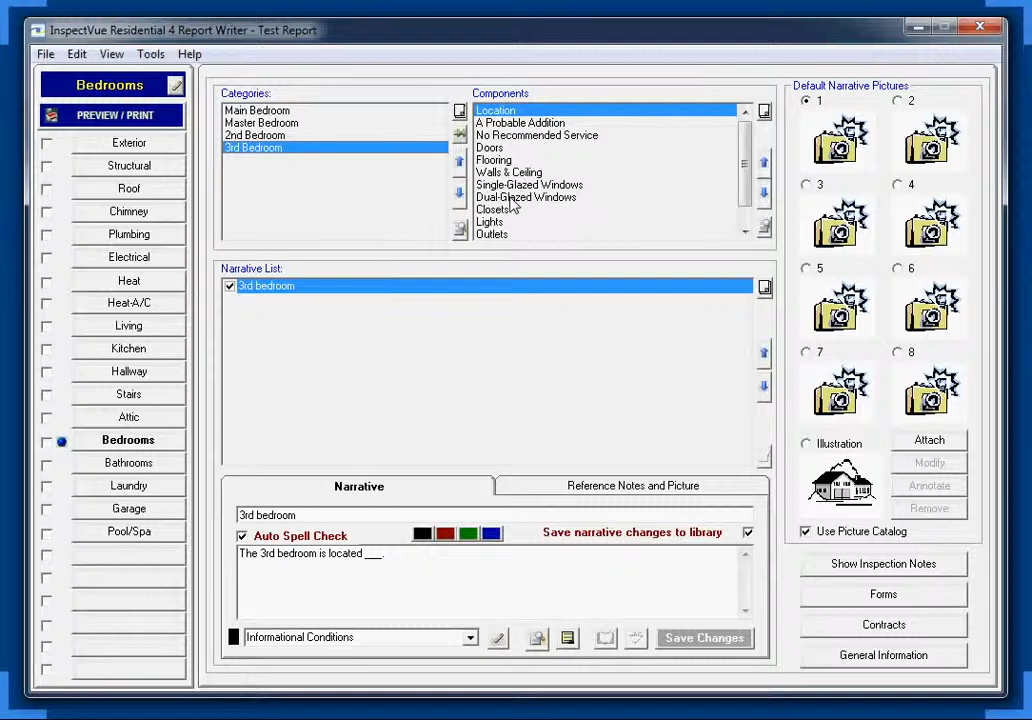 InspectVue Residential 4 Report Writer - Test Report
File Edit View Tools Help
Bedrooms
PREVIEW / PRINT
Exterior
Structural
Roof
Chimney
Plumbing
Electrical
Heat
Heat-A/C
Living
Kitchen
Hallway
Stairs
Attic
Bedrooms
Bathrooms
Laundry
Garage
Pool/Spa
Categories:
Main Bedroom
Master Bedroom
2nd Bedroom
3rd Bedroom
Components
Location
A Probable Addition
No Recommended Service
Doors
Flooring
Walls & Ceiling
Single-Glazed Windows
Dual-Glazed Windows
Closets
Lights
Outlets
Narrative List:
3rd bedroom
Narrative
Reference Notes and Picture
3rd bedroom
Auto Spell Check
Save narrative changes to library
The 3rd bedroom is located ___.
Informational Conditions
Save Changes
Default Narrative Pictures
1 2
3 4
5 6
7 8
Illustration
Attach
Modify
Annotate
Remove
Use Picture Catalog
Show Inspection Notes
Forms
Contracts
General Information